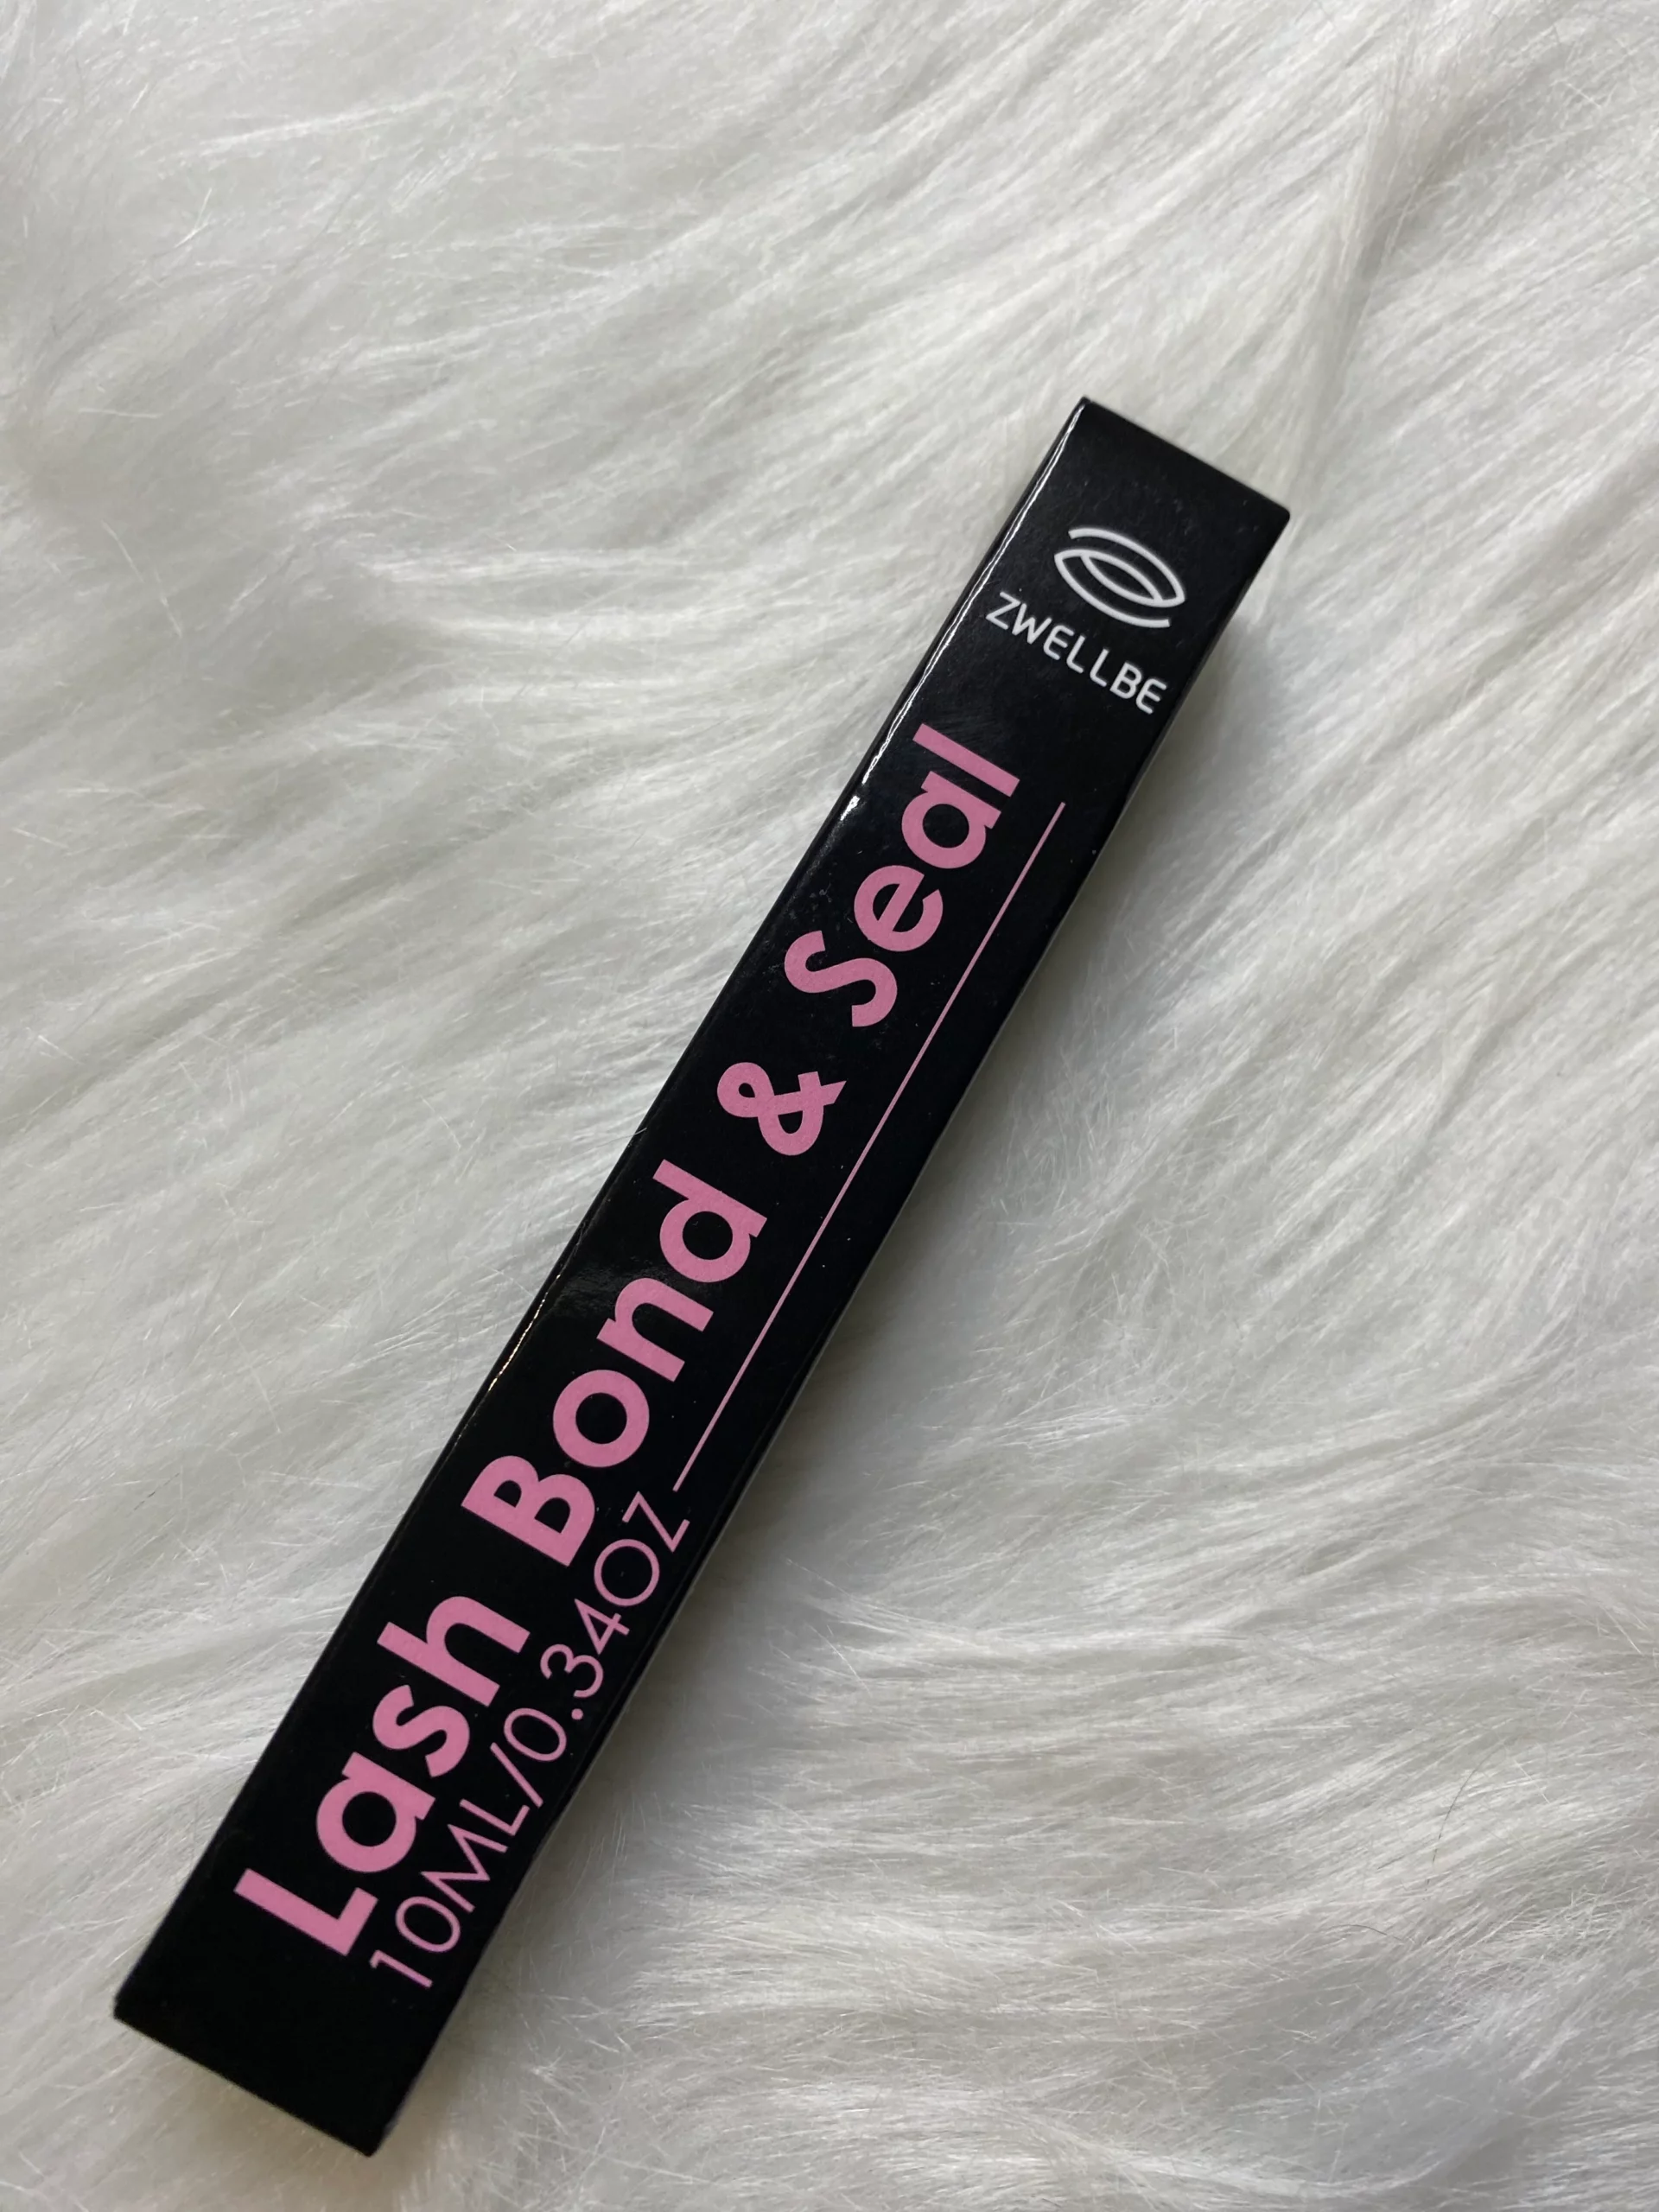 ZWELLBE
Lash Bond & Seal
10ML/0.34OZ